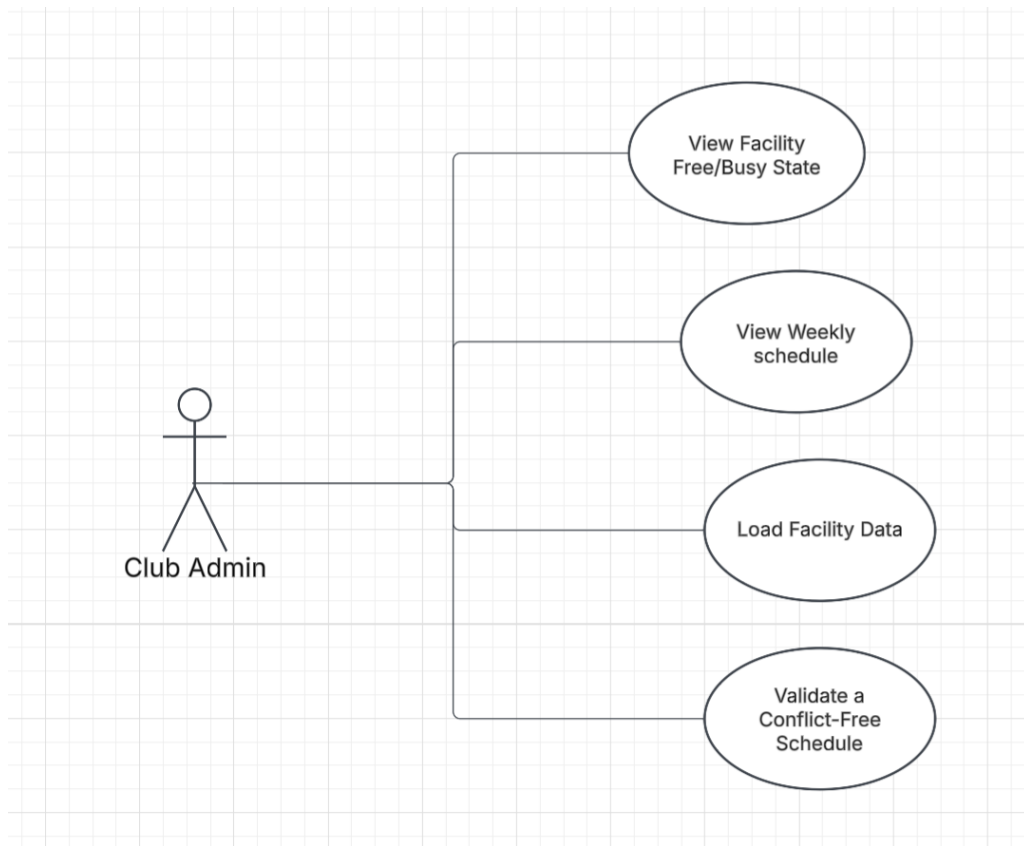 View Facility
Free/Busy State
View Weekly
schedule
Load Facility Data
Club Admin
Validate a
Conflict-Free
Schedule